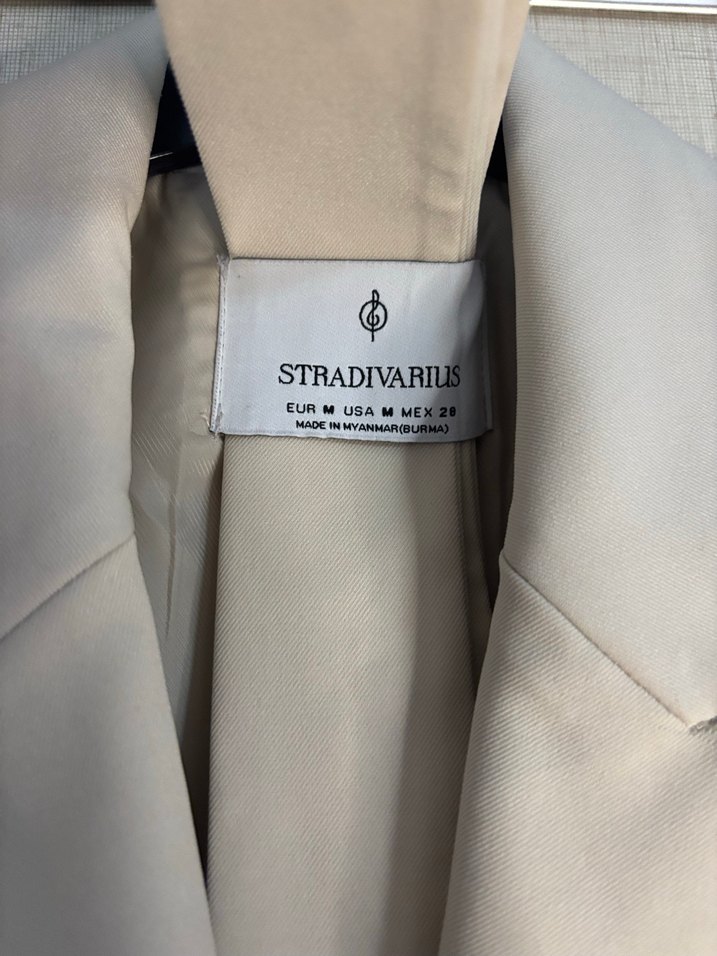 STRADIVARIUS
EUR M USA M MEX 28
MADE IN MYANMAR(BURMA)